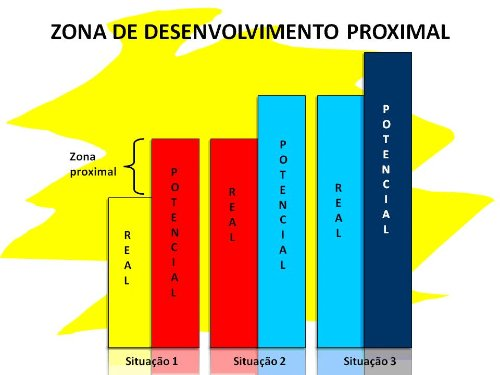 ZONA DE DESENVOLVIMENTO PROXIMAL
Zona
proximal
REAL
POTENCIAL
REAL
POTENCIAL
REAL
POTENCIAL
Situação 1
Situação 2
Situação 3